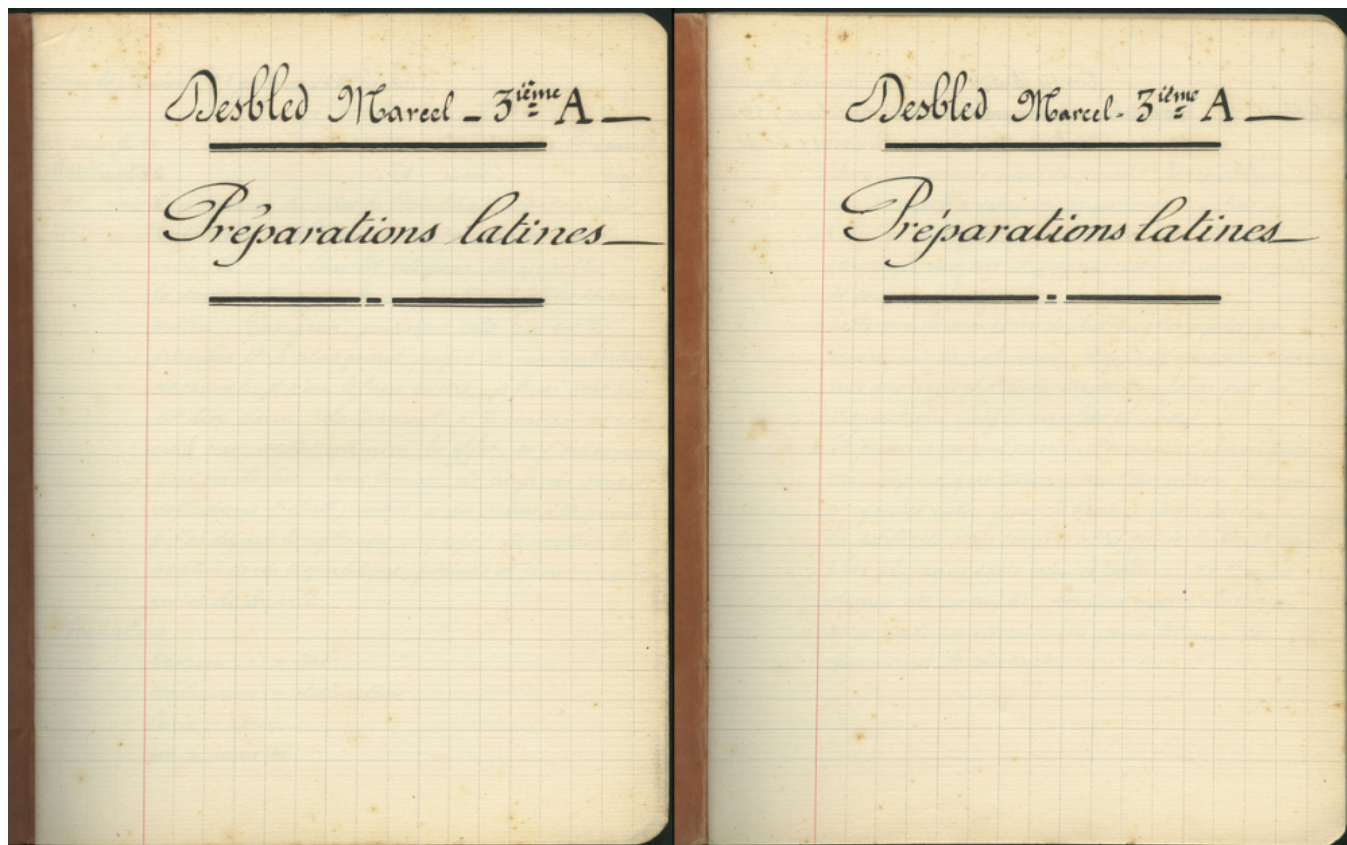 Desbled Marcel _ 3ième A _
Préparations latines _
Desbled Marcel - 3ième A _
Préparations latines _